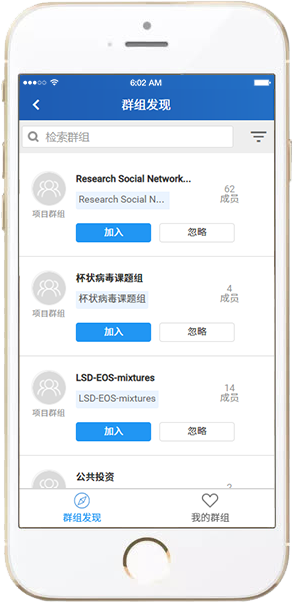 6:02 AM
群组发现
检索群组
Research Social Network...
62
Research Social N...
成员
项目群组
加入
忽略
杯状病毒课题组
4
杯状病毒课题组
成员
项目群组
加入
忽略
LSD-EOS-mixtures
14
LSD-EOS-mixtures
成员
项目群组
加入
忽略
公共投资
群组发现
我的群组